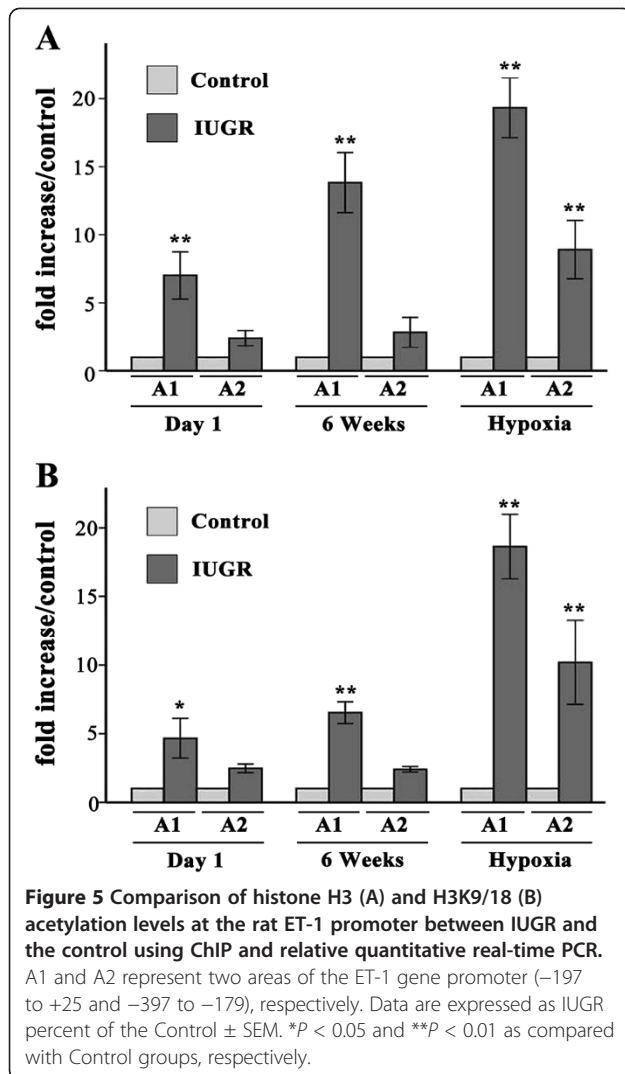 A
Control
IUGR
fold increase/control
20
15
10
5
0
**
**
**
**
A1 A2 A1 A2 A1 A2
Day 1 6 Weeks Hypoxia
B
Control
IUGR
fold increase/control
20
15
10
5
0
*
**
**
**
A1 A2 A1 A2 A1 A2
Day 1 6 Weeks Hypoxia
Figure 5 Comparison of histone H3 (A) and H3K9/18 (B)
acetylation levels at the rat ET-1 promoter between IUGR and
the control using ChIP and relative quantitative real-time PCR.
A1 and A2 represent two areas of the ET-1 gene promoter (−197
to +25 and −397 to −179), respectively. Data are expressed as IUGR
percent of the Control ± SEM. *P < 0.05 and **P < 0.01 as compared
with Control groups, respectively.